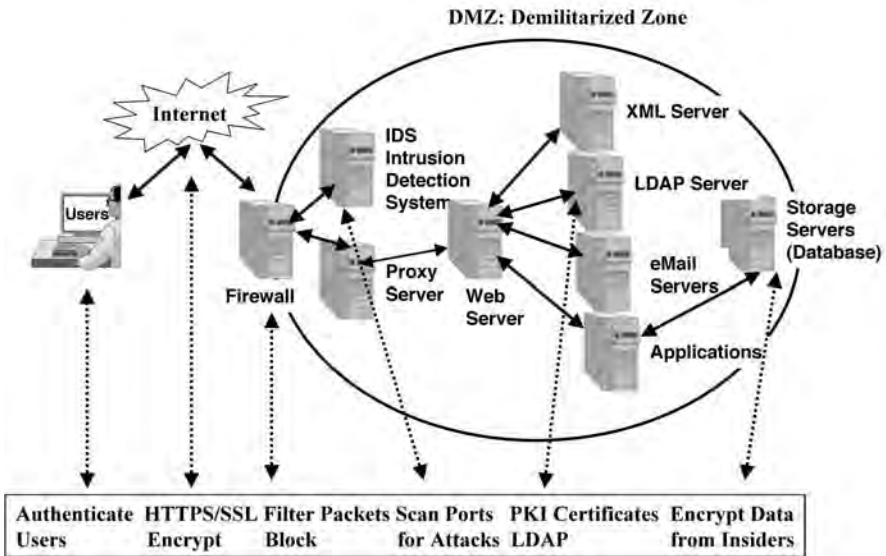 DMZ: Demilitarized Zone
Internet
Users
IDS
Intrusion
Detection
System
XML Server
LDAP Server
Storage
Servers
(Database)
Firewall
Proxy
Server
Web
Server
eMail
Servers
Applications
Authenticate HTTPS/SSL Filter Packets Scan Ports PKI Certificates Encrypt Data
Users Encrypt Block for Attacks LDAP from Insiders